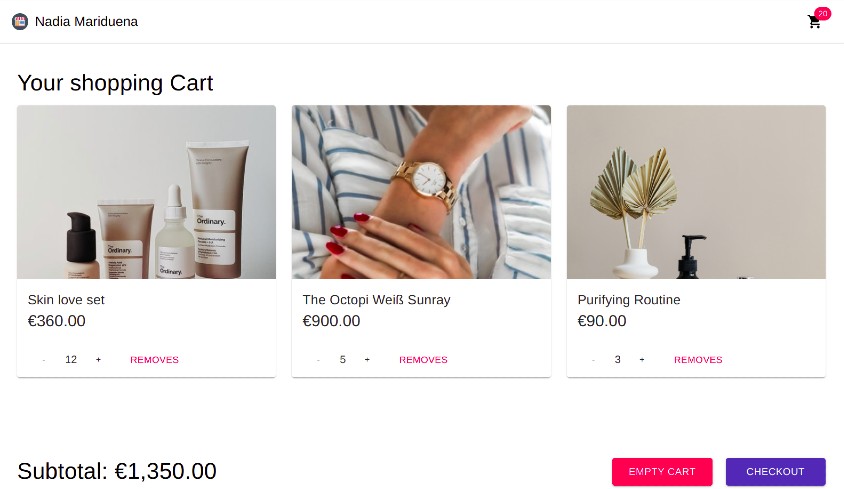 Nadia Mariduena
20
Your shopping Cart
The
Ordinary.
The
Ordinary.
The
Ordinary.
Skin love set
€360.00
- 12 + REMOVES
The Octopi Weiß Sunray
€900.00
- 5 + REMOVES
Purifying Routine
€90.00
- 3 + REMOVES
Subtotal: €1,350.00
EMPTY CART
CHECKOUT